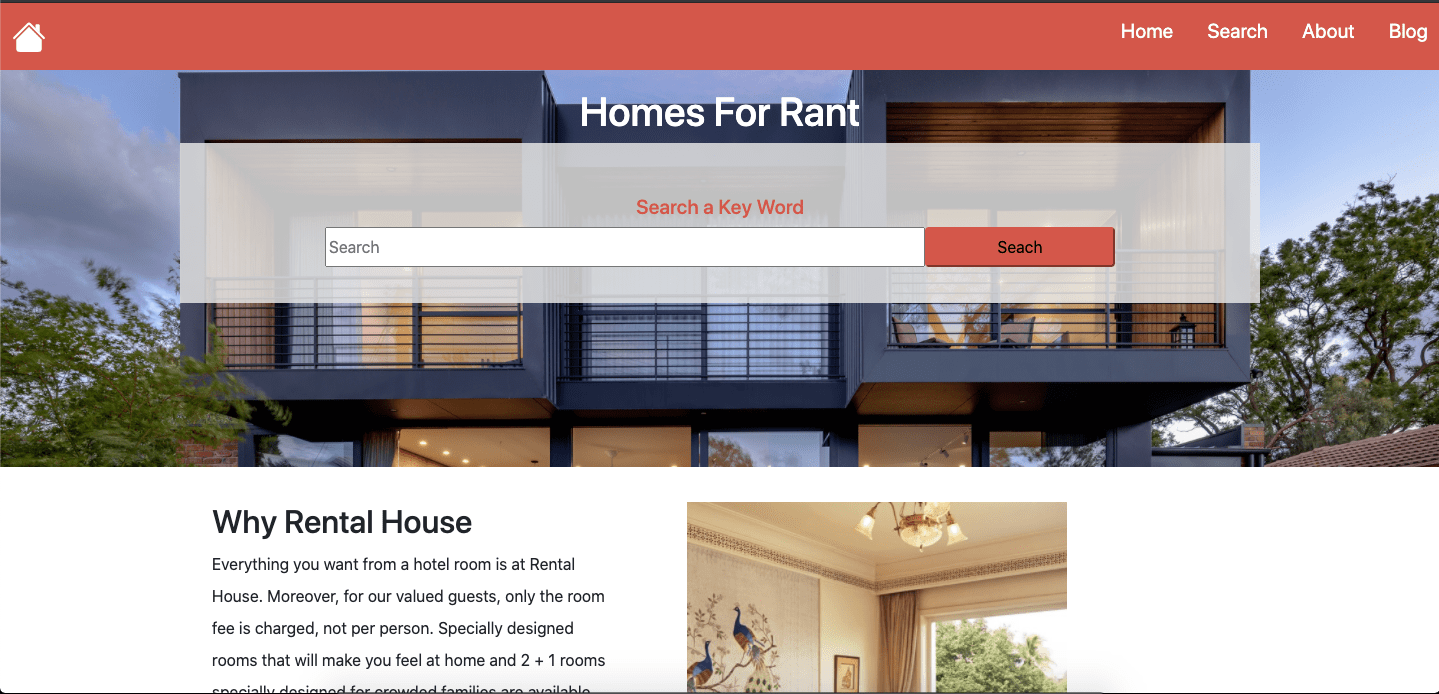 Home Search About Blog
Homes For Rant
Search a Key Word
Search Seach
Why Rental House
Everything you want from a hotel room is at Rental
House. Moreover, for our valued guests, only the room
fee is charged, not per person. Specially designed
rooms that will make you feel at home and 2 + 1 rooms
specially designed for crowded families are available